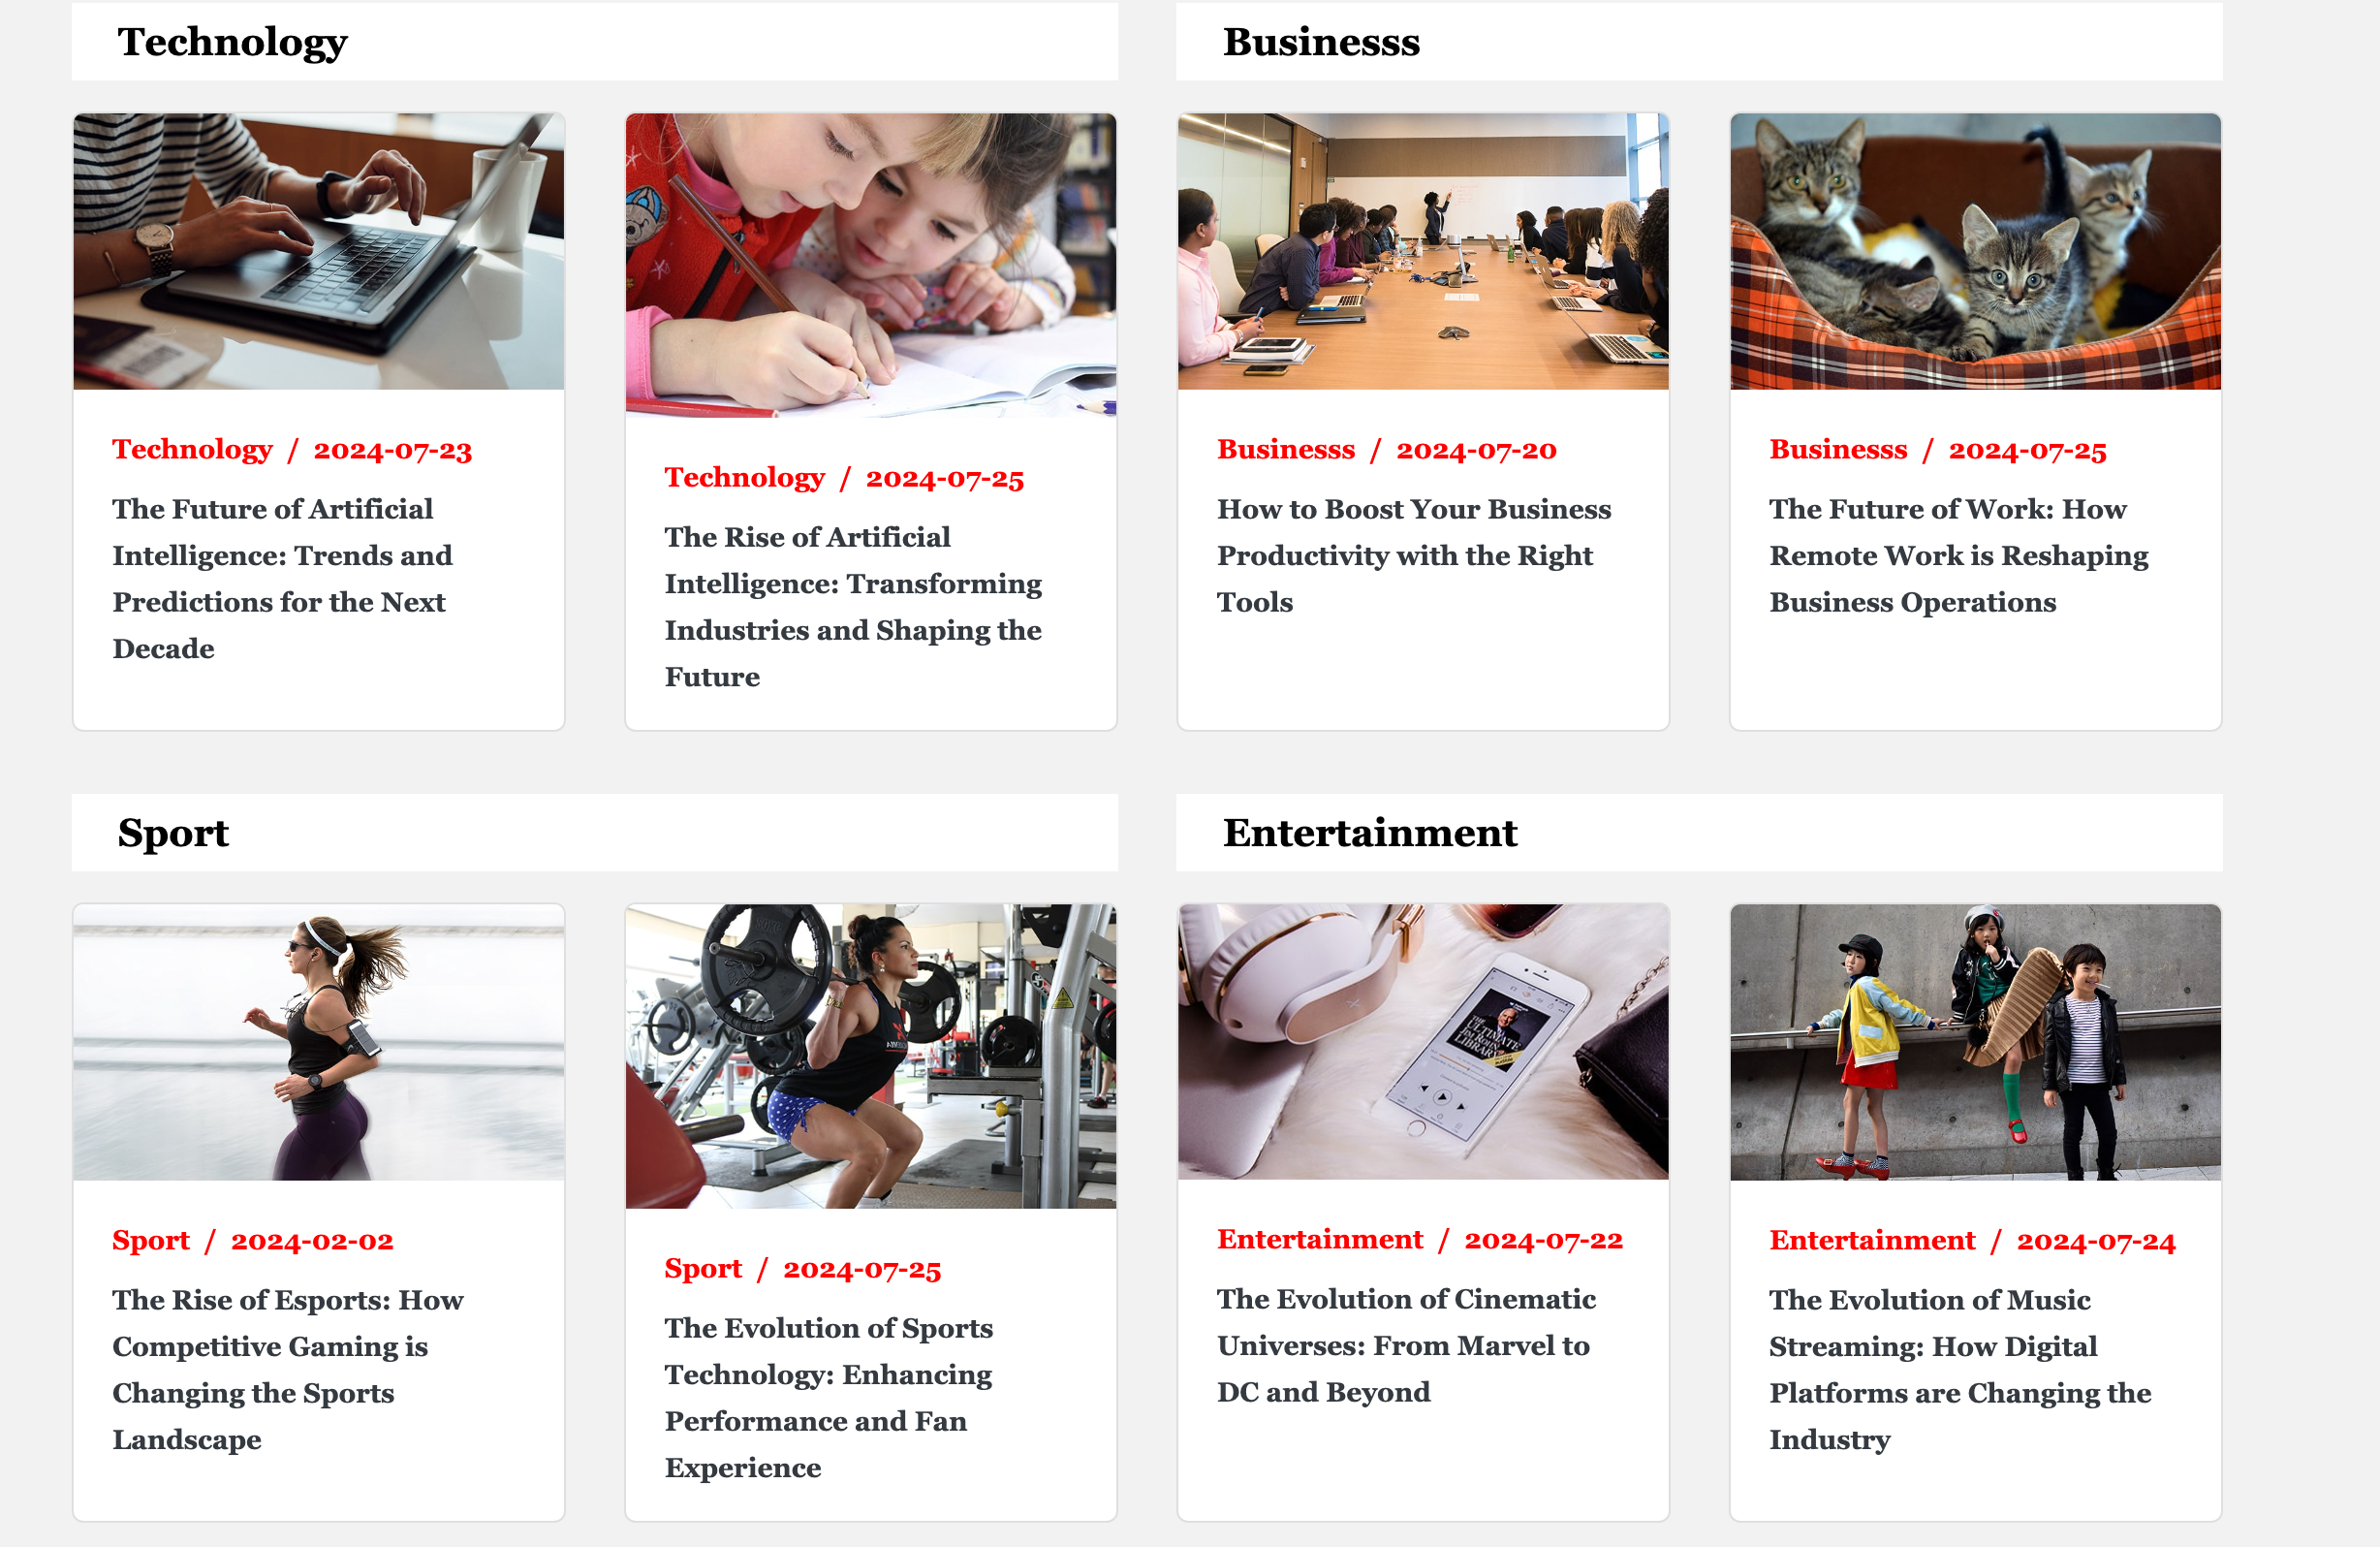 Technology
Technology / 2024-07-23
The Future of Artificial
Intelligence: Trends and
Predictions for the Next
Decade
Technology / 2024-07-25
The Rise of Artificial
Intelligence: Transforming
Industries and Shaping the
Future
Businesss
Businesss / 2024-07-20
How to Boost Your Business
Productivity with the Right
Tools
Businesss / 2024-07-25
The Future of Work: How
Remote Work is Reshaping
Business Operations
Sport
Sport / 2024-02-02
The Rise of Esports: How
Competitive Gaming is
Changing the Sports
Landscape
Sport / 2024-07-25
The Evolution of Sports
Technology: Enhancing
Performance and Fan
Experience
Entertainment
THE
ULTIMATE
JIM ROHN
LIBRARY
Entertainment / 2024-07-22
The Evolution of Cinematic
Universes: From Marvel to
DC and Beyond
Entertainment / 2024-07-24
The Evolution of Music
Streaming: How Digital
Platforms are Changing the
Industry